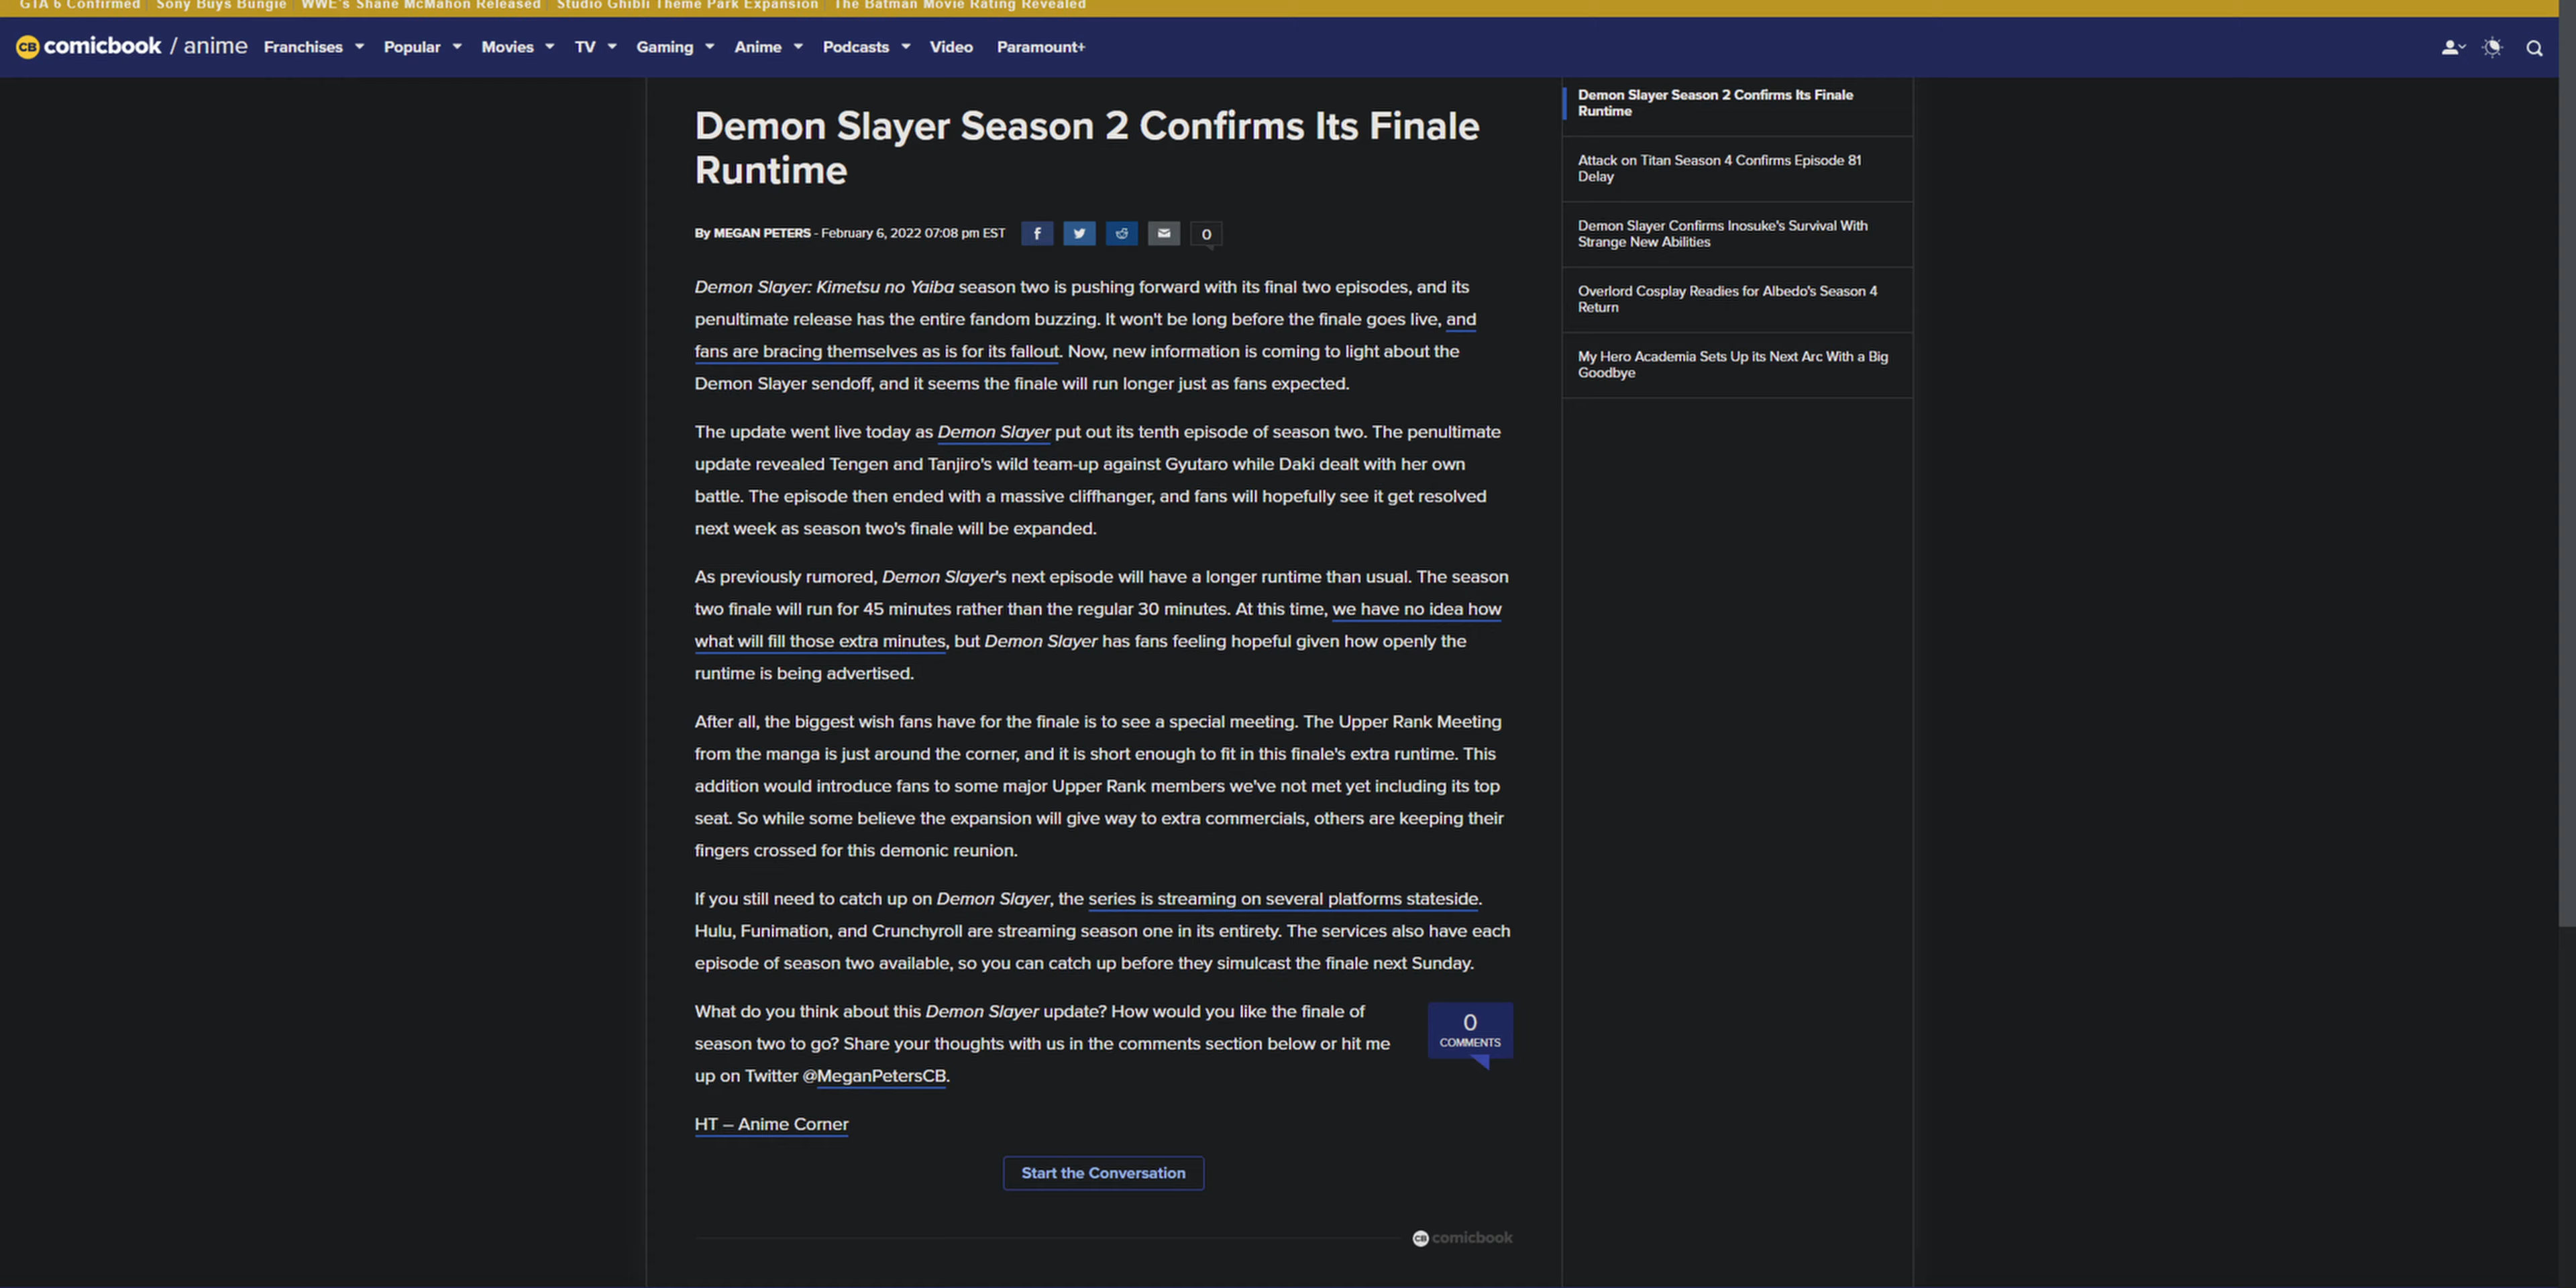 GTA 6 Confirmed Sony Buys Bungie WWE's Shane McMahon Released Studio Ghibli Theme Park Expansion The Batman Movie Rating Revealed
CB comicbook / anime Franchises Popular Movies TV Gaming Anime Podcasts Video Paramount+
Demon Slayer Season 2 Confirms Its Finale
Runtime
By MEGAN PETERS - February 6, 2022 07:08 pm EST 0
Demon Slayer: Kimetsu no Yaiba season two is pushing forward with its final two episodes, and its
penultimate release has the entire fandom buzzing. It won't be long before the finale goes live, and
fans are bracing themselves as is for its fallout. Now, new information is coming to light about the
Demon Slayer sendoff, and it seems the finale will run longer just as fans expected.
The update went live today as Demon Slayer put out its tenth episode of season two. The penultimate
update revealed Tengen and Tanjiro's wild team-up against Gyutaro while Daki dealt with her own
battle. The episode then ended with a massive cliffhanger, and fans will hopefully see it get resolved
next week as season two's finale will be expanded.
As previously rumored, Demon Slayer's next episode will have a longer runtime than usual. The season
two finale will run for 45 minutes rather than the regular 30 minutes. At this time, we have no idea how
what will fill those extra minutes, but Demon Slayer has fans feeling hopeful given how openly the
runtime is being advertised.
After all, the biggest wish fans have for the finale is to see a special meeting. The Upper Rank Meeting
from the manga is just around the corner, and it is short enough to fit in this finale's extra runtime. This
addition would introduce fans to some major Upper Rank members we've not met yet including its top
seat. So while some believe the expansion will give way to extra commercials, others are keeping their
fingers crossed for this demonic reunion.
If you still need to catch up on Demon Slayer, the series is streaming on several platforms stateside.
Hulu, Funimation, and Crunchyroll are streaming season one in its entirety. The services also have each
episode of season two available, so you can catch up before they simulcast the finale next Sunday.
What do you think about this Demon Slayer update? How would you like the finale of
season two to go? Share your thoughts with us in the comments section below or hit me
up on Twitter @MeganPetersCB.
0
COMMENTS
HT – Anime Corner
Start the Conversation
CB comicbook
Demon Slayer Season 2 Confirms Its Finale
Runtime
Attack on Titan Season 4 Confirms Episode 81
Delay
Demon Slayer Confirms Inosuke's Survival With
Strange New Abilities
Overlord Cosplay Readies for Albedo's Season 4
Return
My Hero Academia Sets Up its Next Arc With a Big
Goodbye